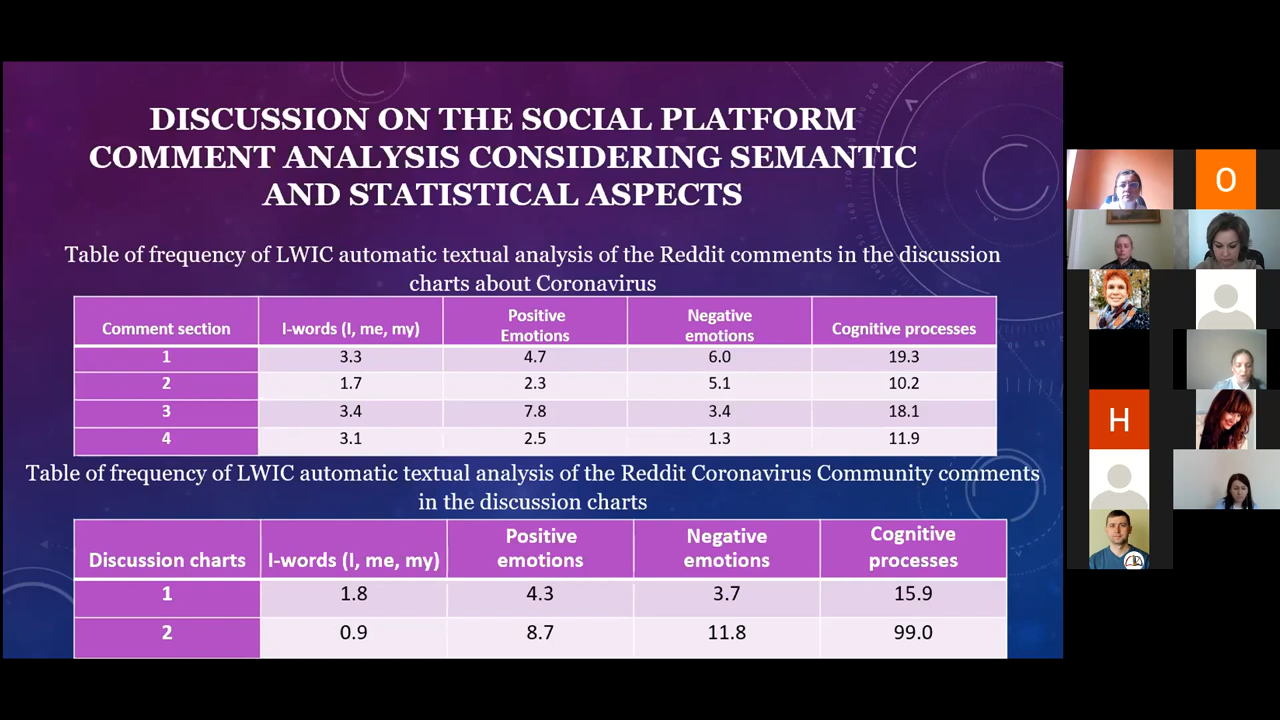 DISCUSSION ON THE SOCIAL PLATFORM
COMMENT ANALYSIS CONSIDERING SEMANTIC
AND STATISTICAL ASPECTS
Table of frequency of LWIC automatic textual analysis of the Reddit comments in the discussion
charts about Coronavirus
Comment section I-words (I, me, my) Positive Emotions Negative emotions Cognitive processes
1 3.3 4.7 6.0 19.3
2 1.7 2.3 5.1 10.2
3 3.4 7.8 3.4 18.1
4 3.1 2.5 1.3 11.9
Table of frequency of LWIC automatic textual analysis of the Reddit Coronavirus Community comments
in the discussion charts
Discussion charts I-words (I, me, my) Positive emotions Negative emotions Cognitive processes
1 1.8 4.3 3.7 15.9
2 0.9 8.7 11.8 99.0
O
H